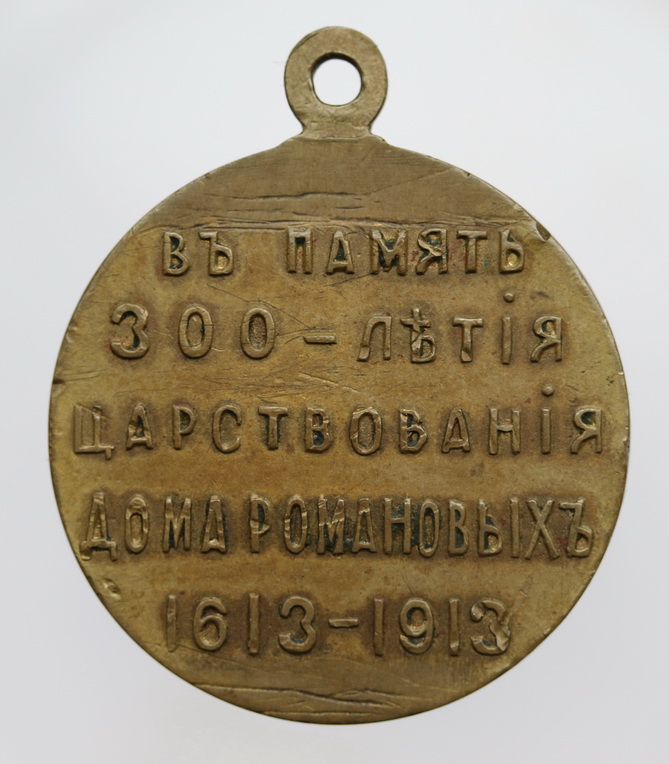 ВЪ ПАМЯТЬ
300-ЛѢТІЯ
ЦАРСТВОВАНІЯ
ДОМА РОМАНОВЫХЪ
1613-1913